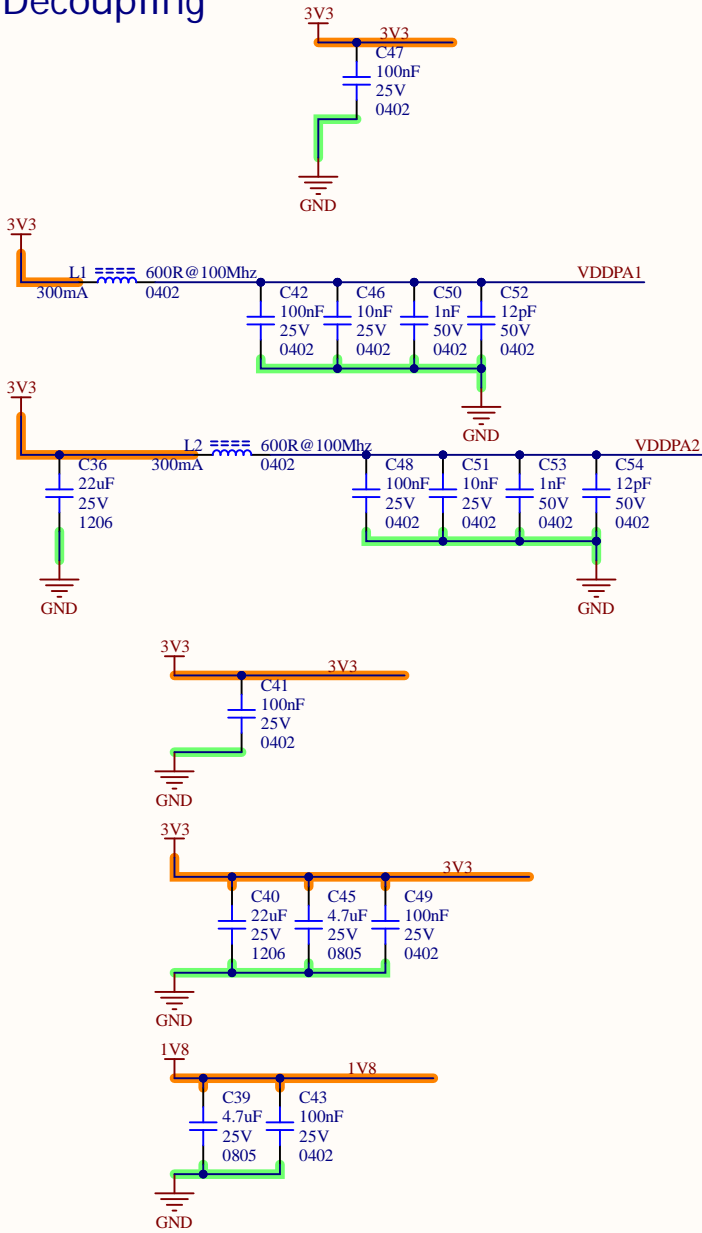 Decoupling
3V3
3V3
C47
100nF
25V
0402
GND
3V3
L1
600R@100Mhz
300mA
0402
VDDPA1
C42
100nF
25V
0402
C46
10nF
25V
0402
C50
1nF
50V
0402
C52
12pF
50V
0402
GND
3V3
C36
22uF
25V
1206
GND
L2
600R@100Mhz
300mA
0402
VDDPA2
C48
100nF
25V
0402
C51
10nF
25V
0402
C53
1nF
50V
0402
C54
12pF
50V
0402
GND
3V3
3V3
C41
100nF
25V
0402
GND
3V3
3V3
C40
22uF
25V
1206
C45
4.7uF
25V
0805
C49
100nF
25V
0402
GND
1V8
1V8
C39
4.7uF
25V
0805
C43
100nF
25V
0402
GND